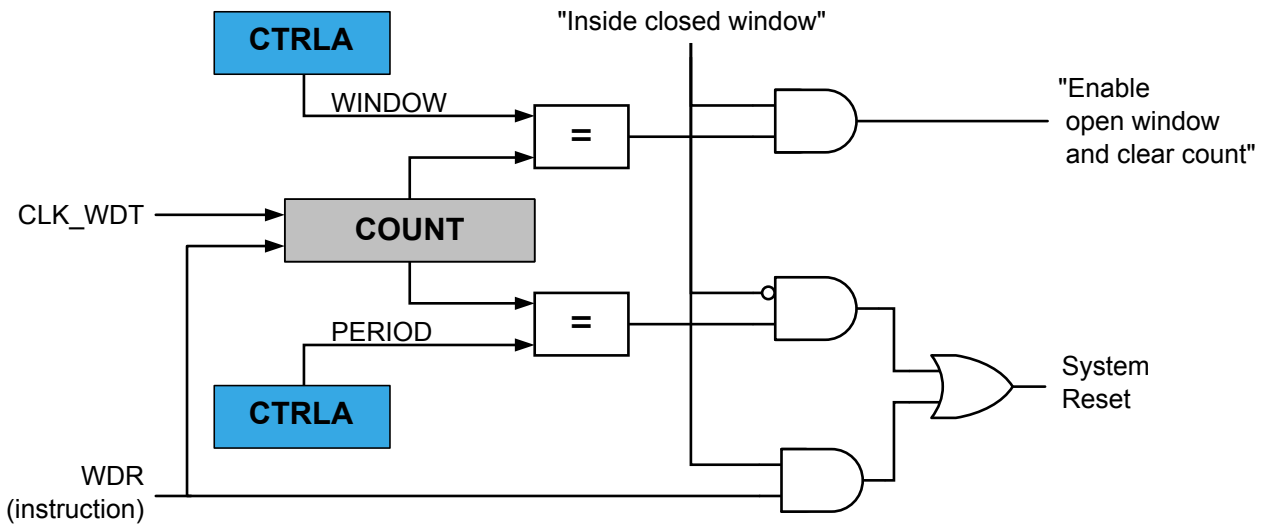 "Inside closed window"
CTRLA
WINDOW
=
"Enable
open window
and clear count"
CLK_WDT
COUNT
=
PERIOD
CTRLA
System
Reset
WDR
(instruction)